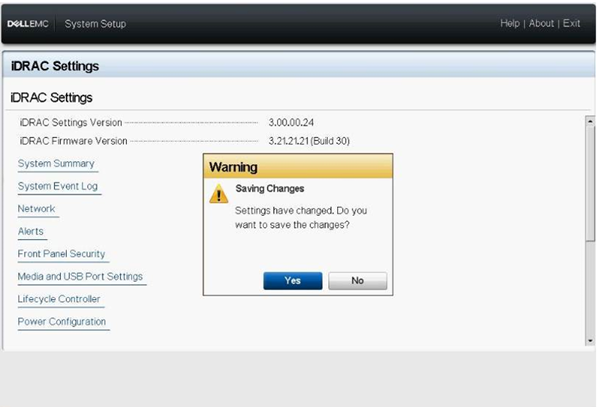 DELLEMC System Setup Help | About | Exit
iDRAC Settings
iDRAC Settings
iDRAC Settings Version 3.00.00.24
iDRAC Firmware Version 3.21.21.21 (Build 30)
System Summary
System Event Log
Network
Alerts
Front Panel Security
Media and USB Port Settings
Lifecycle Controller
Power Configuration
Warning
Saving Changes
Settings have changed. Do you
want to save the changes?
Yes No